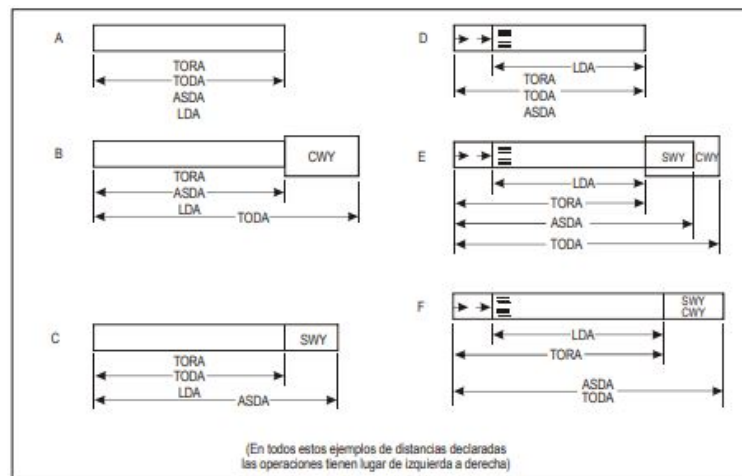 A
TORA
TODA
ASDA
LDA
B
CWY
TORA
ASDA
LDA
TODA
C
SWY
TORA
TODA
LDA
ASDA
D
LDA
TORA
TODA
ASDA
E
SWY
CWY
LDA
TORA
ASDA
TODA
F
SWY
CWY
LDA
TORA
ASDA
TODA
(En todos estos ejemplos de distancias declaradas
las operaciones tienen lugar de izquierda a derecha)